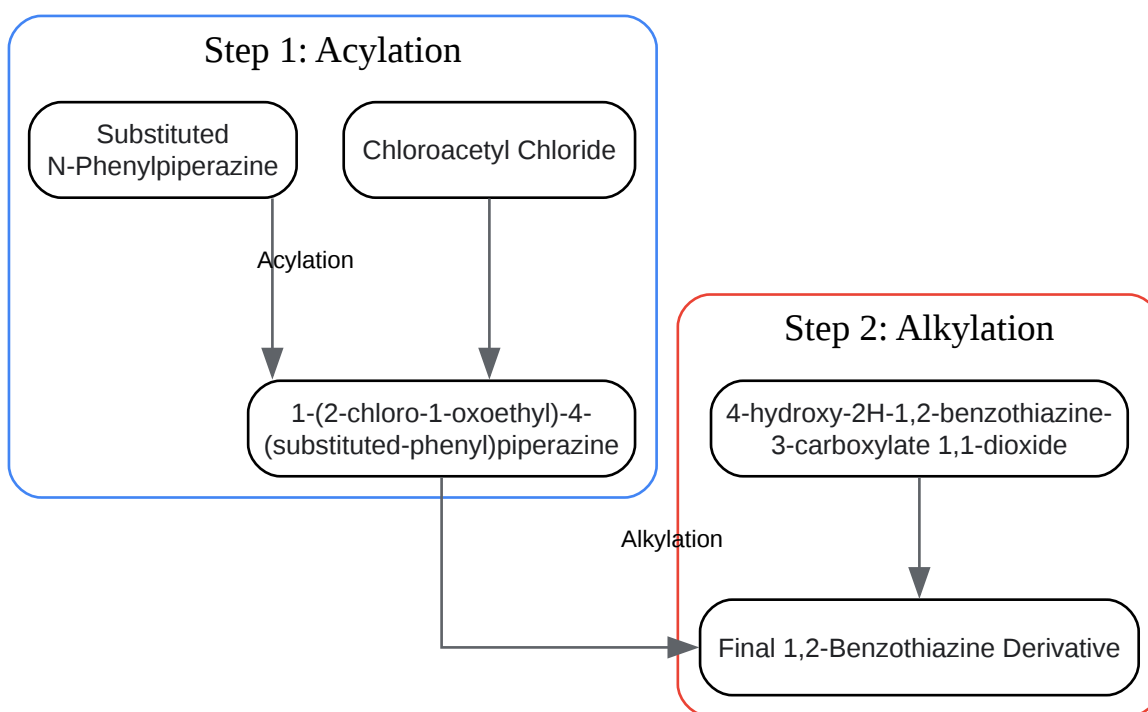 Step 1: Acylation
Substituted
N-Phenylpiperazine
Chloroacetyl Chloride
Acylation
1-(2-chloro-1-oxoethyl)-4-
(substituted-phenyl)piperazine
Step 2: Alkylation
4-hydroxy-2H-1,2-benzothiazine-
3-carboxylate 1,1-dioxide
Alkylation
Final 1,2-Benzothiazine Derivative